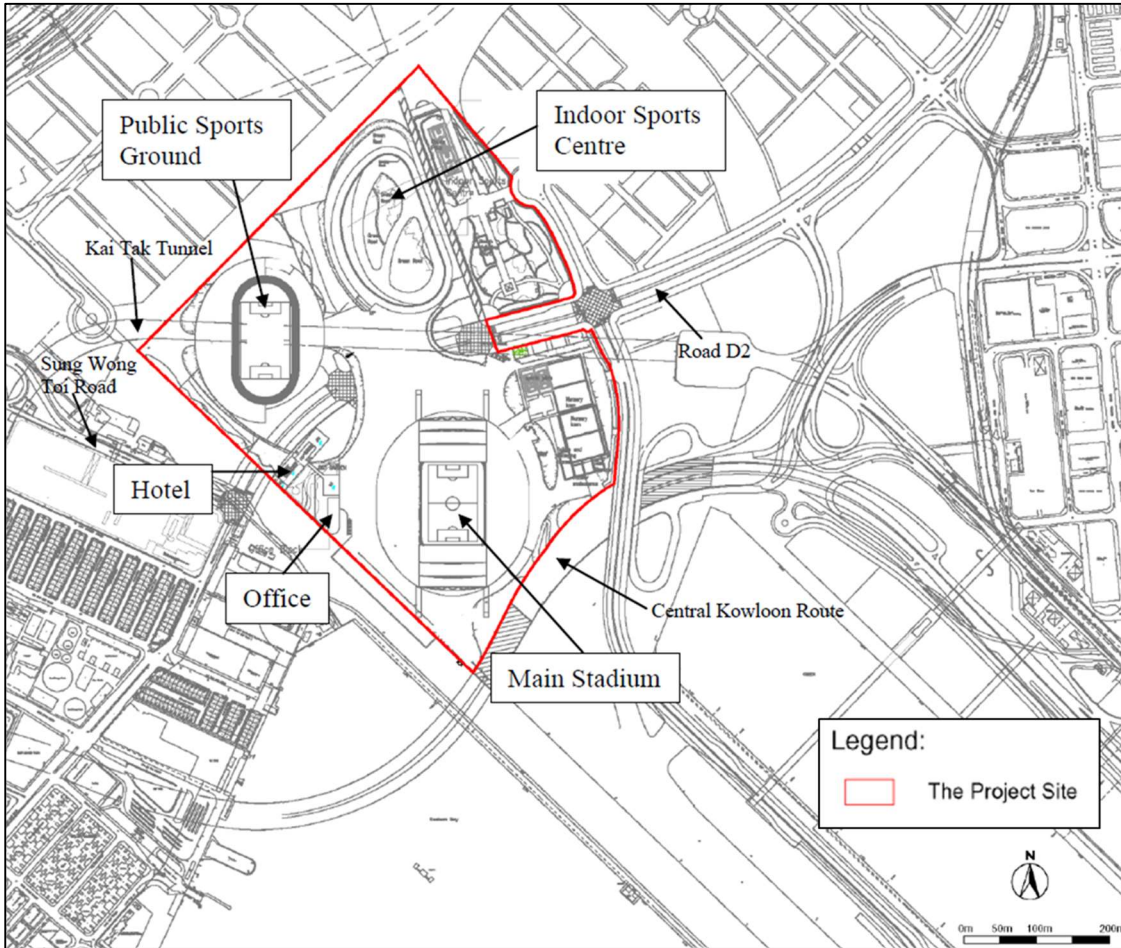 Public Sports
Ground
Indoor Sports
Centre
Kai Tak Tunnel
Sung Wong
Toi Road
Road D2
Hotel
Office
Central Kowloon Route
Main Stadium
Legend:
The Project Site
N
0m 50m 100m 200m